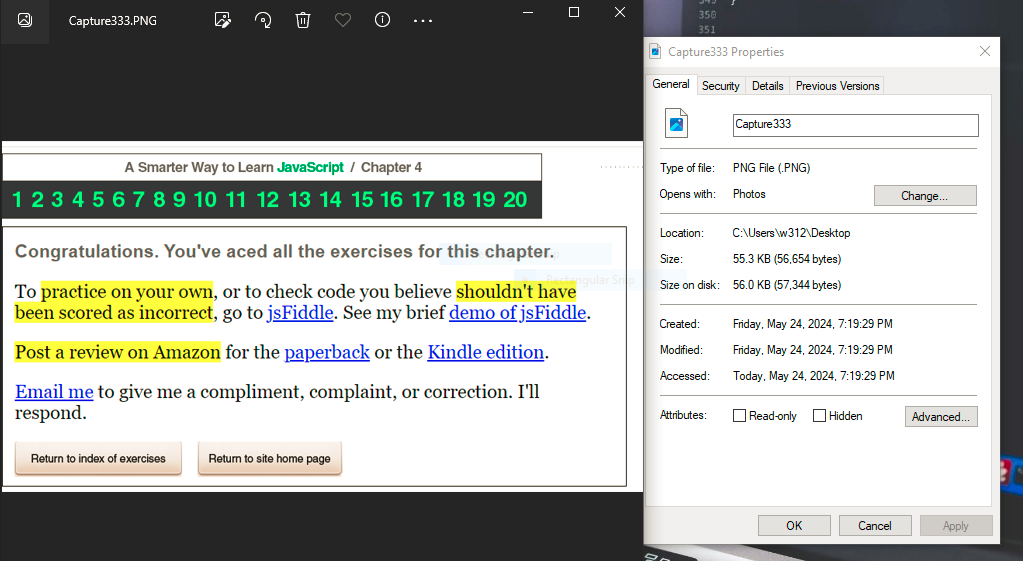 Capture333.PNG
350
351
Capture333 Properties
General Security Details Previous Versions
Capture333
Type of file: PNG File (.PNG)
Opens with: Photos Change...
Location: C:\Users\w312\Desktop
Size: 55.3 KB (56,654 bytes)
Size on disk: 56.0 KB (57,344 bytes)
Created: Friday, May 24, 2024, 7:19:29 PM
Modified: Friday, May 24, 2024, 7:19:29 PM
Accessed: Today, May 24, 2024, 7:19:29 PM
Attributes: Read-only Hidden Advanced...
OK Cancel Apply
A Smarter Way to Learn JavaScript / Chapter 4
1 2 3 4 5 6 7 8 9 10 11 12 13 14 15 16 17 18 19 20
Congratulations. You've aced all the exercises for this chapter.
To practice on your own, or to check code you believe shouldn't have
been scored as incorrect, go to jsFiddle. See my brief demo of jsFiddle.
Rectangular Snip
Post a review on Amazon for the paperback or the Kindle edition.
Email me to give me a compliment, complaint, or correction. I'll
respond.
Return to index of exercises Return to site home page